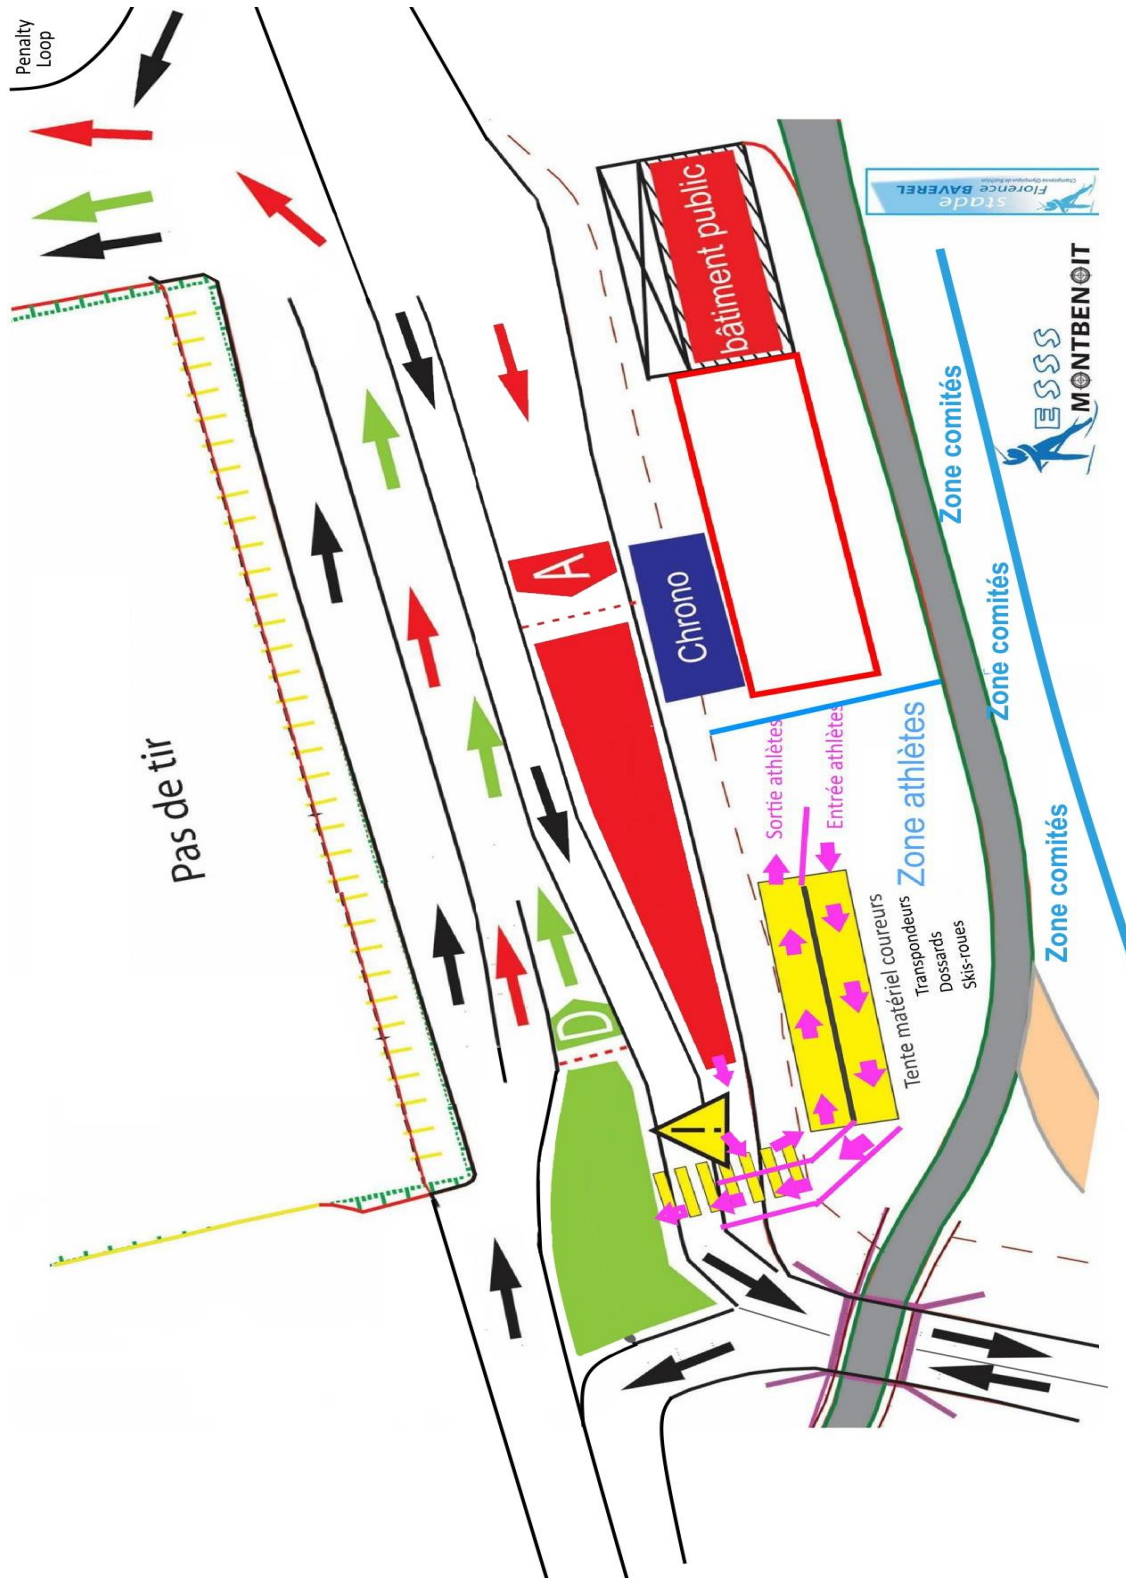 Penalty
Loop
Pas de tir
bâtiment public
stade
Florence BAVEREL
ESSS
MONTBENOIT
Zone comités
Zone comités
Zone comités
A
Chrono
D
Sortie athlètes
Entrée athlètes
Zone athlètes
Tente matériel coureurs
Transpondeurs
Dossards
Skis-roues
!